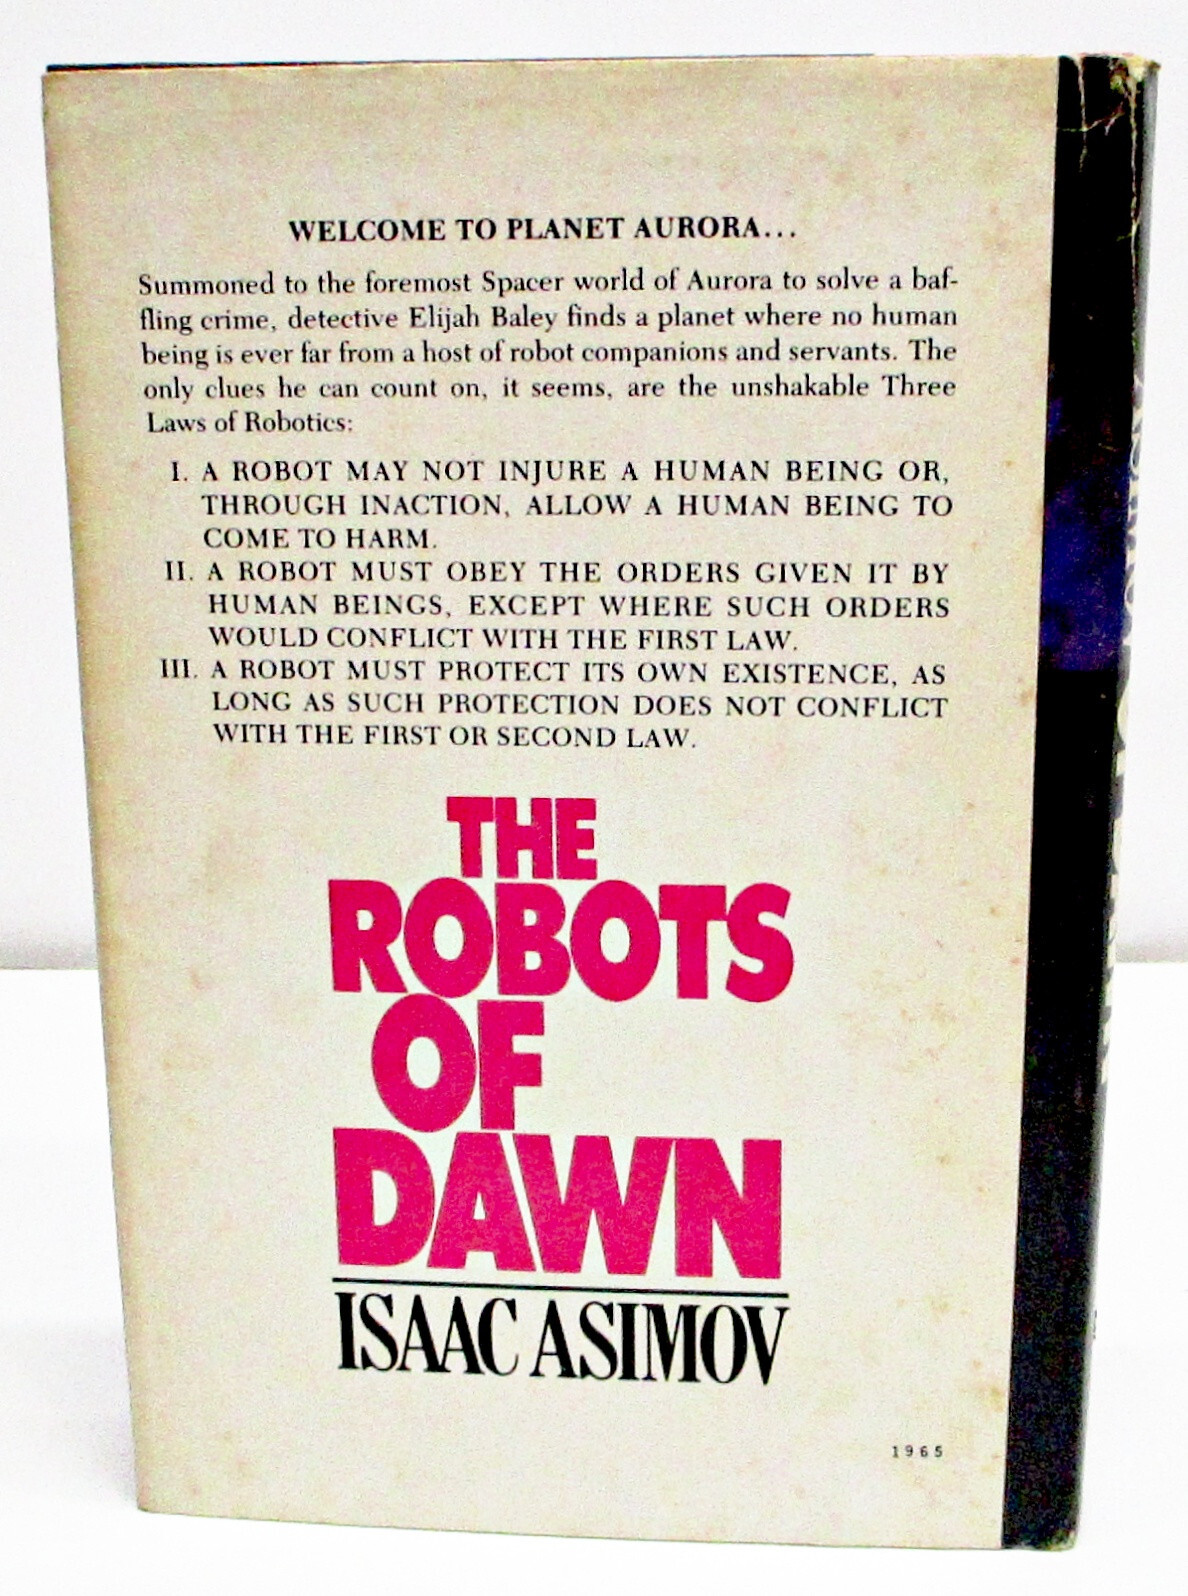 WELCOME TO PLANET AURORA...
Summoned to the foremost Spacer world of Aurora to solve a baf-
fling crime, detective Elijah Baley finds a planet where no human
being is ever far from a host of robot companions and servants. The
only clues he can count on, it seems, are the unshakable Three
Laws of Robotics:
I. A ROBOT MAY NOT INJURE A HUMAN BEING OR,
THROUGH INACTION, ALLOW A HUMAN BEING TO
COME TO HARM.
II. A ROBOT MUST OBEY THE ORDERS GIVEN IT BY
HUMAN BEINGS, EXCEPT WHERE SUCH ORDERS
WOULD CONFLICT WITH THE FIRST LAW.
III. A ROBOT MUST PROTECT ITS OWN EXISTENCE, AS
LONG AS SUCH PROTECTION DOES NOT CONFLICT
WITH THE FIRST OR SECOND LAW.
THE
ROBOTS
OF
DAWN
ISAAC ASIMOV
1965